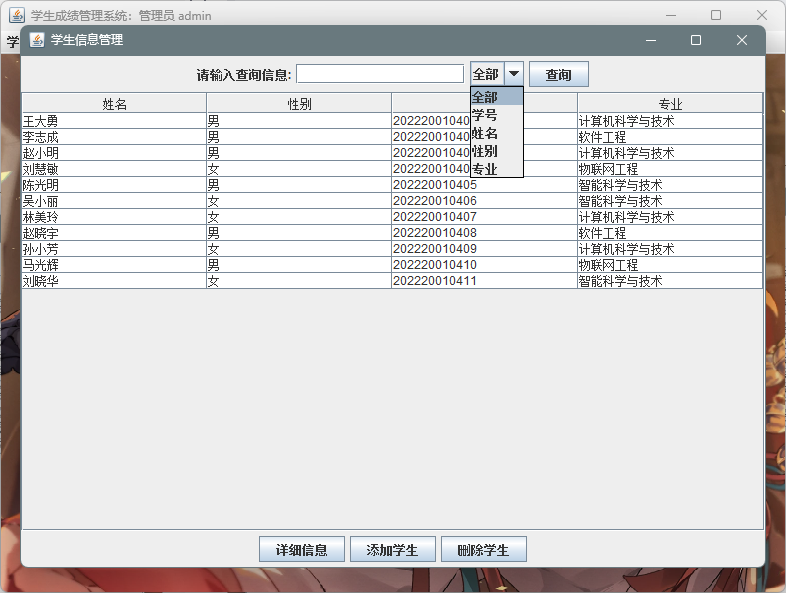 学生成绩管理系统：管理员 admin
学
学生信息管理
请输入查询信息: 全部 查询
姓名 性别 专业
全部
学号
姓名
性别
专业
王大勇 男 20222001040 计算机科学与技术
李志成 男 20222001040 软件工程
赵小明 男 20222001040 计算机科学与技术
刘慧敏 女 20222001040 物联网工程
陈光明 男 202220010405 智能科学与技术
吴小丽 女 202220010406 智能科学与技术
林美玲 女 202220010407 计算机科学与技术
赵晓宇 男 202220010408 软件工程
孙小芳 女 202220010409 计算机科学与技术
马光辉 男 202220010410 物联网工程
刘晓华 女 202220010411 智能科学与技术
详细信息 添加学生 删除学生